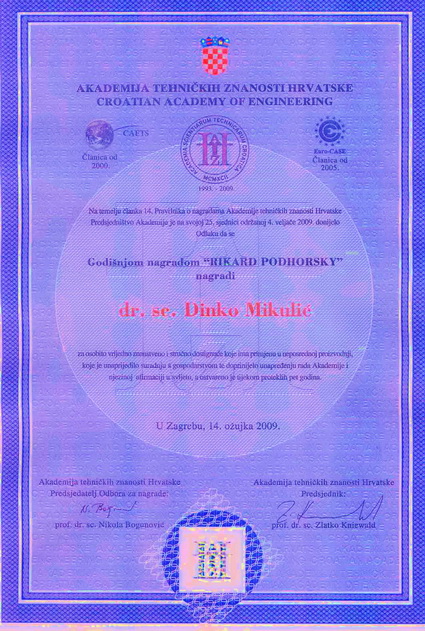 AKADEMIJA TEHNIČKIH ZNANOSTI HRVATSKE
CROATIAN ACADEMY OF ENGINEERING
CAETS
Članica od
2000.
ACADEMIA SCIENTIARUM TECHNICARUM CROATICA
MCMXCII
1993. - 2009.
Euro-CASE
Članica od
2005.
Na temelju članka 14. Pravilnika o nagradama Akademije tehničkih znanosti Hrvatske
Predsjedništvo Akademije je na svojoj 25. sjednici održanoj 4. veljače 2009. donijelo
Odluku da se
Godišnjom nagradom “RIKARD PODHORSKY”
nagradi
dr. sc. Dinko Mikulić
za osobito vrijedno znanstveno i stručno dostignuće koje ima primjenu u neposrednoj proizvodnji,
koje je unaprijedilo suradnju s gospodarstvom te doprinijelo unapređenju rada Akademije i
njezinoj afirmaciji u svijetu, a ostvareno je tijekom proteklih pet godina.
U Zagrebu, 14. ožujka 2009.
Akademija tehničkih znanosti Hrvatske
Predsjedatelj Odbora za nagrade:
prof. dr. sc. Nikola Bogunović
Akademija tehničkih znanosti Hrvatske
Predsjednik:
prof. dr. sc. Zlatko Kniewald